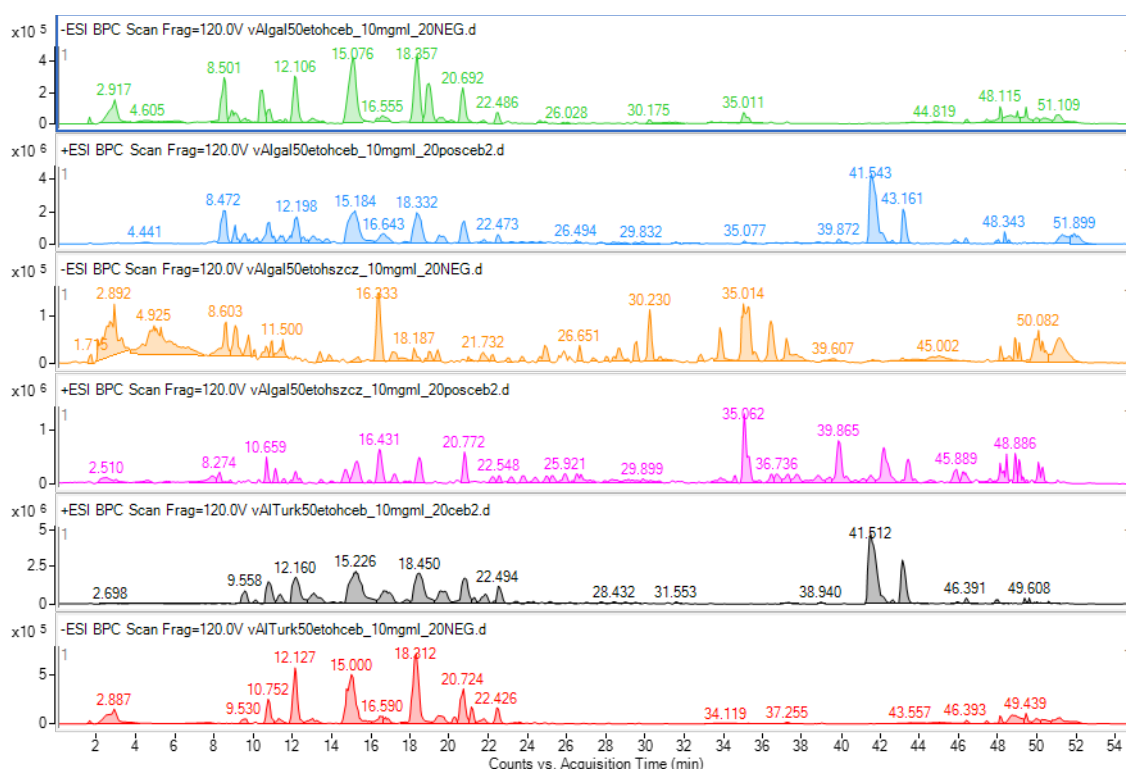 x10 5 -ESI BPC Scan Frag=120.0V vAlgal50etohceb_10mgml_20NEG.d
1
4
2
0
2.917 4.605 8.501 12.106 15.076 16.555 18.357 20.692 22.486 26.028 30.175 35.011 44.819 48.115 51.109
x10 6 +ESI BPC Scan Frag=120.0V vAlgal50etohceb_10mgml_20posceb2.d
1
4
2
0
4.441 8.472 12.198 15.184 16.643 18.332 22.473 26.494 29.832 35.077 39.872 41.543 43.161 48.343 51.899
x10 5 -ESI BPC Scan Frag=120.0V vAlgal50etohszcz_10mgml_20NEG.d
1
1
0
1.715 2.892 4.925 8.603 11.500 16.333 18.187 21.732 26.651 30.230 35.014 39.607 45.002 50.082
x10 6 +ESI BPC Scan Frag=120.0V vAlgal50etohszcz_10mgml_20posceb2.d
1
1
0
2.510 8.274 10.659 16.431 20.772 22.548 25.921 29.899 35.062 36.736 39.865 45.889 48.886
x10 6 +ESI BPC Scan Frag=120.0V vAlTurk50etohceb_10mgml_20ceb2.d
1
5
2.5
0
2.698 9.558 12.160 15.226 18.450 22.494 28.432 31.553 38.940 41.512 46.391 49.608
x10 5 -ESI BPC Scan Frag=120.0V vAlTurk50etohceb_10mgml_20NEG.d
1
5
0
2.887 9.530 10.752 12.127 15.000 16.590 18.312 20.724 22.426 34.119 37.255 43.557 46.393 49.439
2 4 6 8 10 12 14 16 18 20 22 24 26 28 30 32 34 36 38 40 42 44 46 48 50 52 54
Counts vs. Acquisition Time (min)